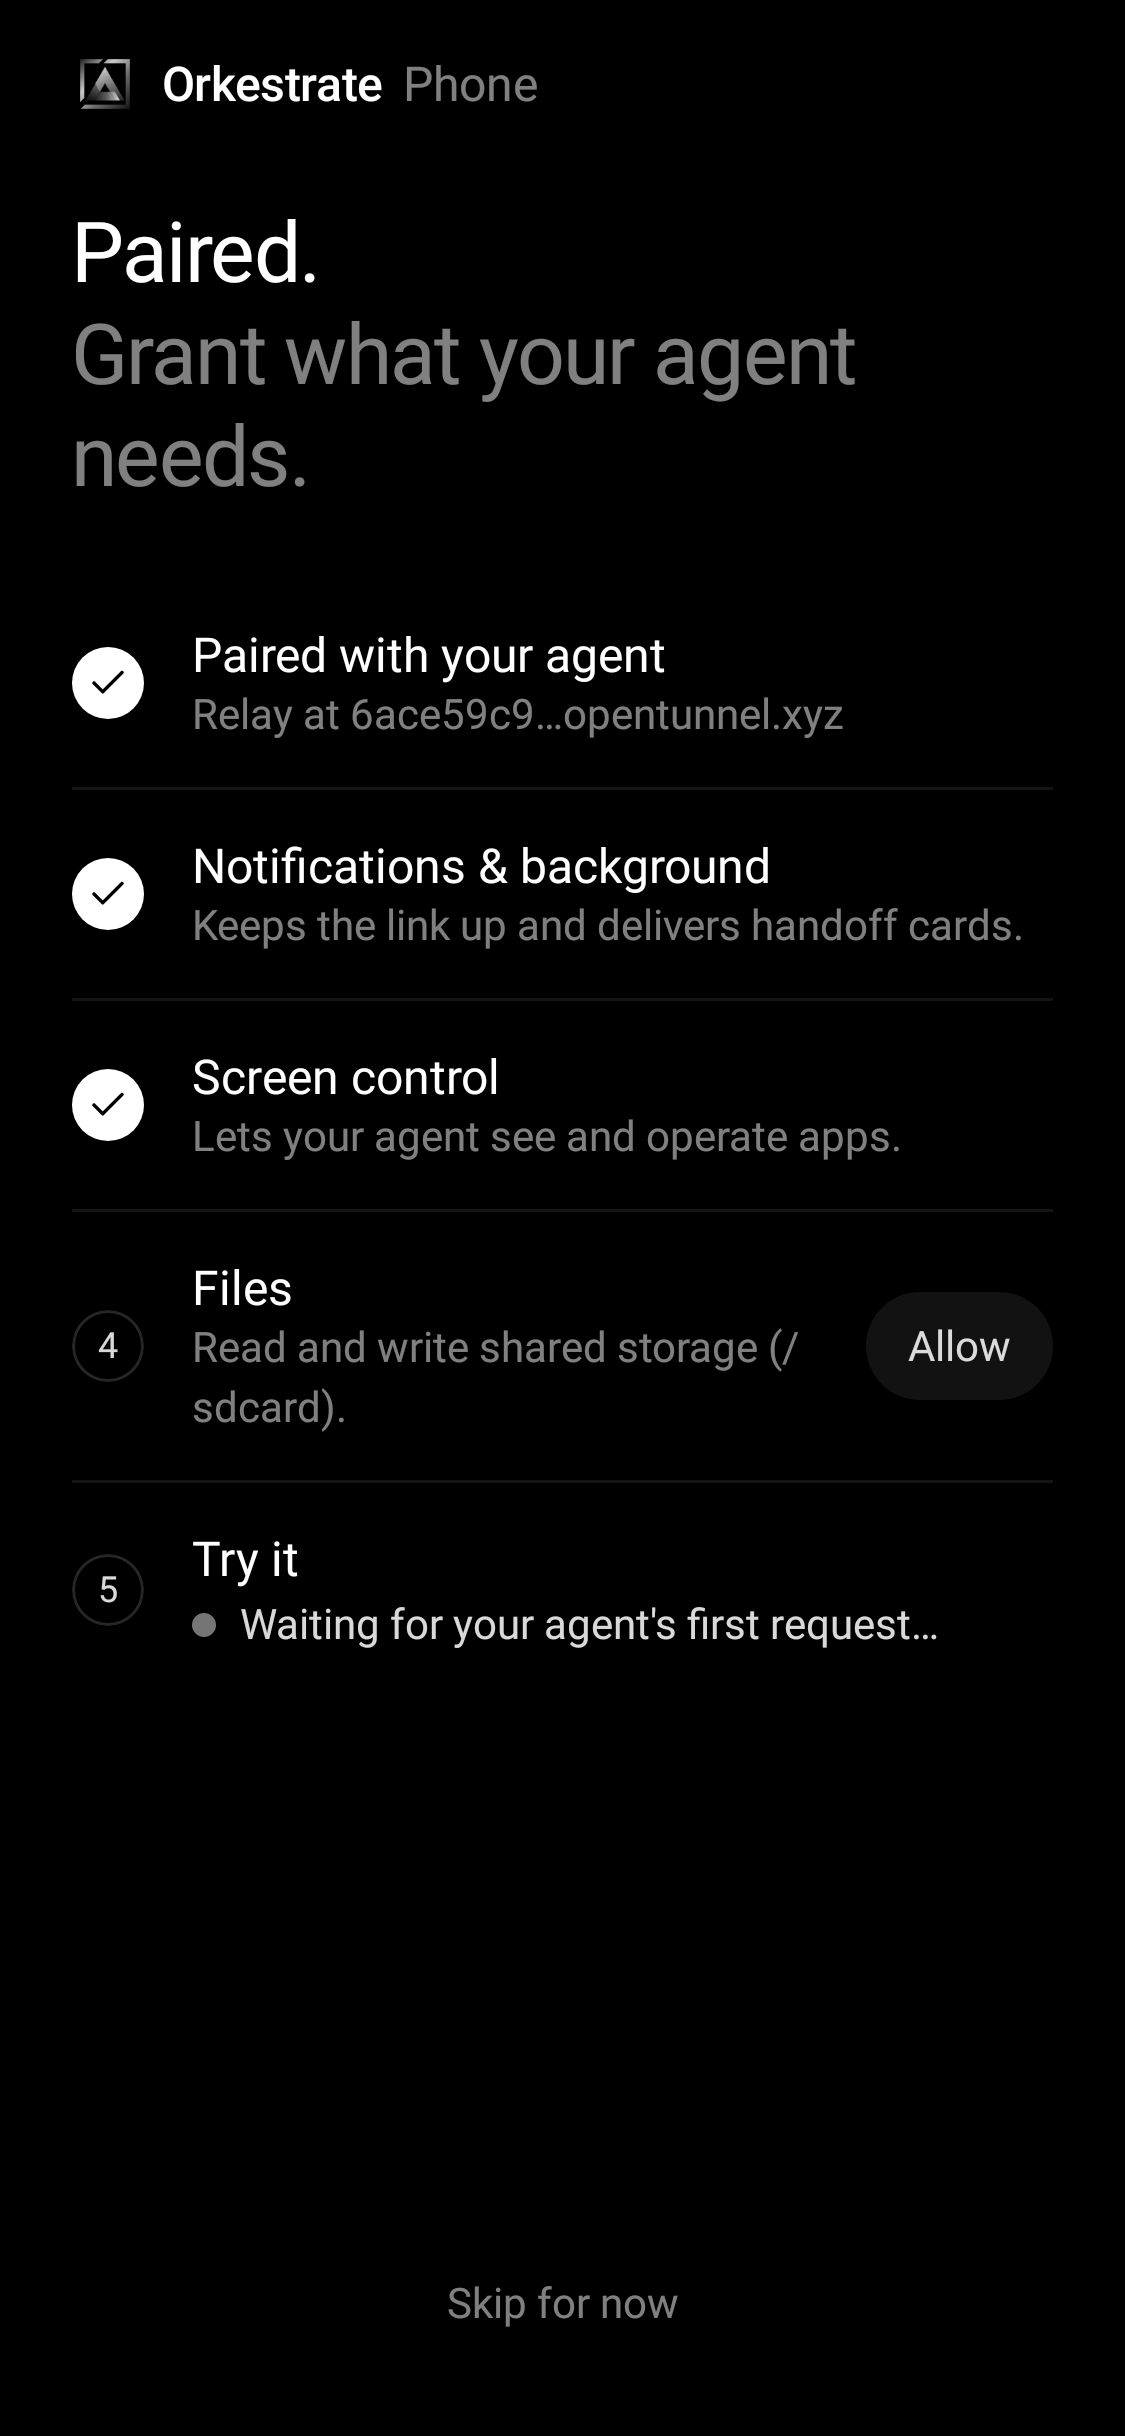 Orkestrate Phone
Paired.
Grant what your agent
needs.
Paired with your agent
Relay at 6ace59c9…opentunnel.xyz
Notifications & background
Keeps the link up and delivers handoff cards.
Screen control
Lets your agent see and operate apps.
Files
4
Read and write shared storage (/
sdcard).
Allow
Try it
5
Waiting for your agent's first request…
Skip for now